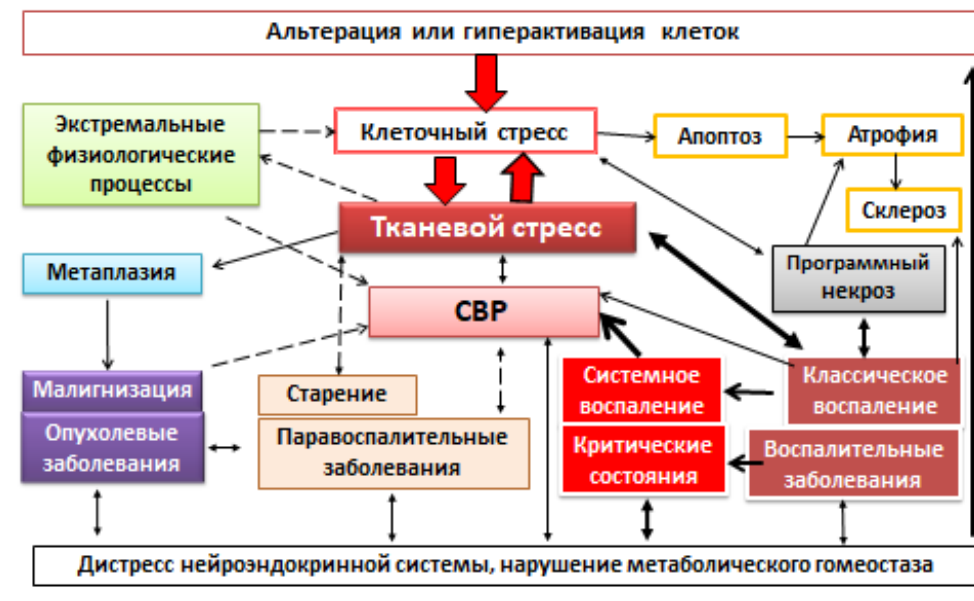 Альтерация или гиперактивация клеток
Экстремальные
физиологические
процессы
Клеточный стресс
Апоптоз
Атрофия
Склероз
Тканевой стресс
Метаплазия
Программный
некроз
СВР
Малигнизация
Опухолевые
заболевания
Старение
Паравоспалительные
заболевания
Системное
воспаление
Критические
состояния
Классическое
воспаление
Воспалительные
заболевания
Дистресс нейроэндокринной системы, нарушение метаболического гомеостаза